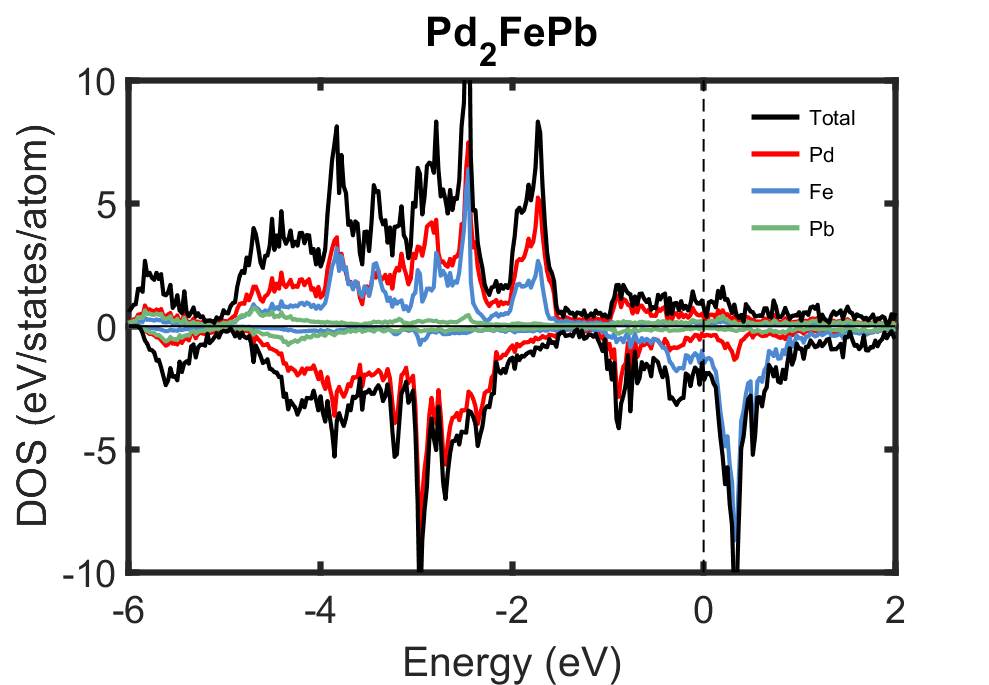 Pd₂FePb
10
5
0
-5
-10
DOS (eV/states/atom)
Total
Pd
Fe
Pb
-6
-4
-2
0
2
Energy (eV)